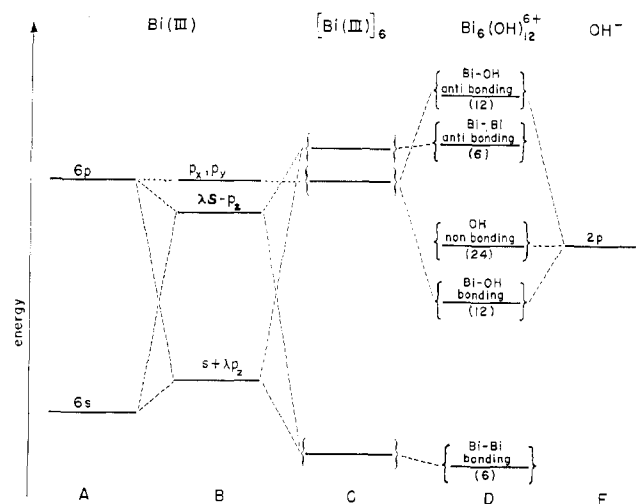 Bi(III)
[Bi(III)]6
Bi6(OH)12 6+
OH−
Bi-OH
anti bonding
(12)
Bi-Bi
anti bonding
(6)
6p
px, py
λS-pz
OH
non bonding
(24)
2p
Bi-OH
bonding
(12)
energy
s+λpz
6s
Bi-Bi
bonding
(6)
A
B
C
D
E